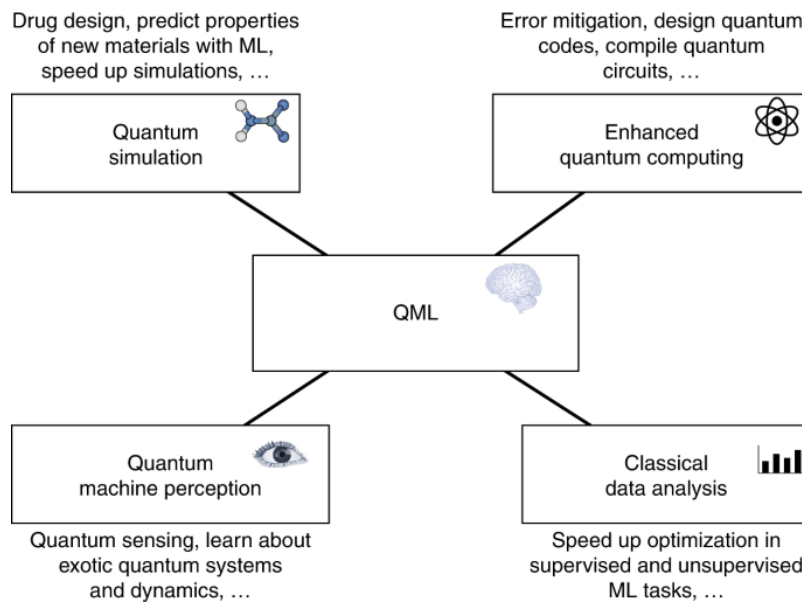 Drug design, predict properties
of new materials with ML,
speed up simulations, …
Error mitigation, design quantum
codes, compile quantum
circuits, …
Quantum
simulation
Enhanced
quantum computing
QML
Quantum
machine perception
Classical
data analysis
Quantum sensing, learn about
exotic quantum systems
and dynamics, …
Speed up optimization in
supervised and unsupervised
ML tasks, …